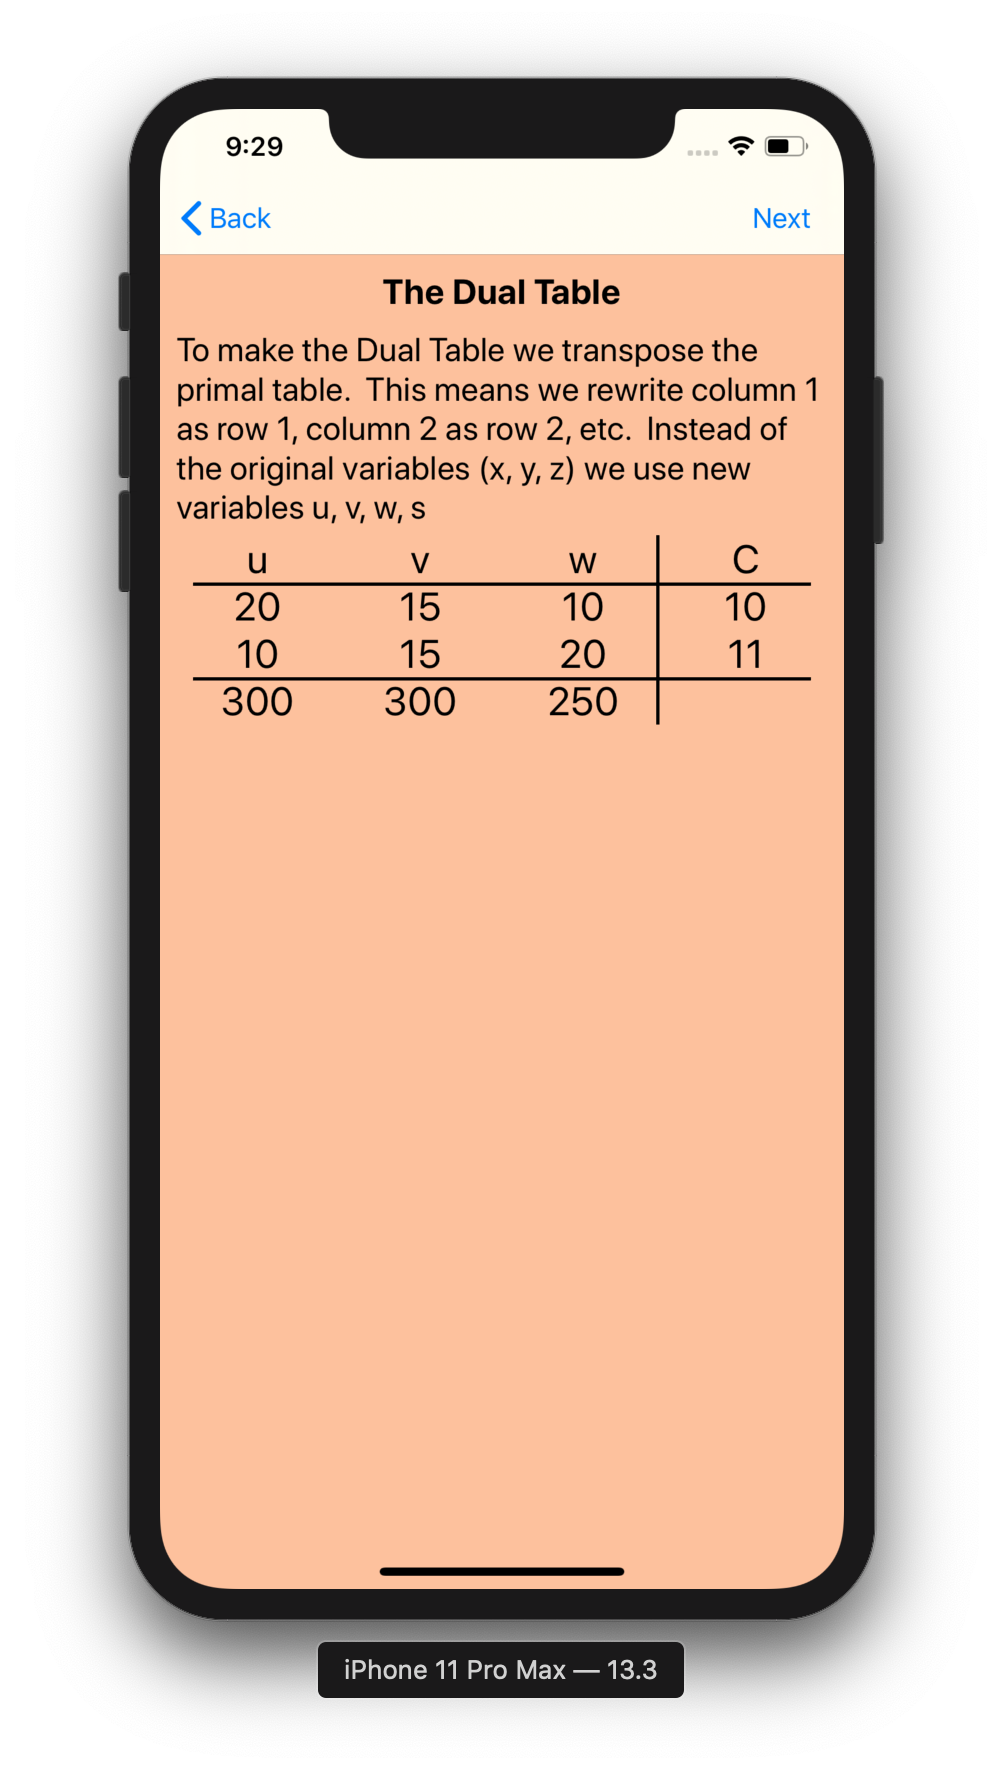 9:29
Back Next
The Dual Table
To make the Dual Table we transpose the
primal table.  This means we rewrite column 1
as row 1, column 2 as row 2, etc.  Instead of
the original variables (x, y, z) we use new
variables u, v, w, s
u v w C
20 15 10 10
10 15 20 11
300 300 250
iPhone 11 Pro Max — 13.3